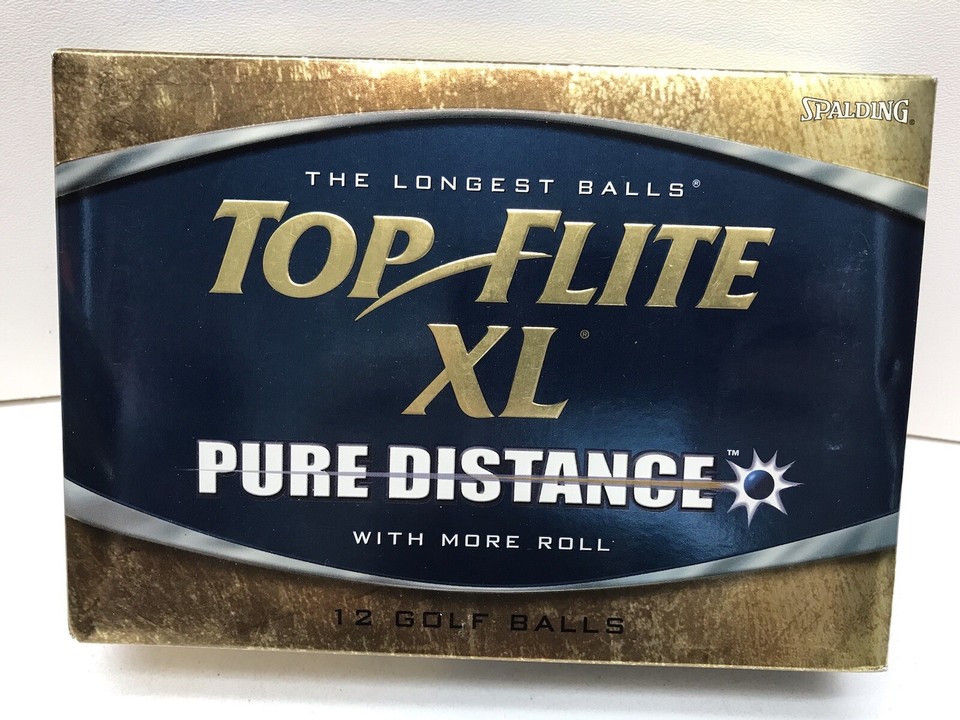 SPALDING®
THE LONGEST BALLS®
TOP FLITE
XL®
PURE DISTANCE™
WITH MORE ROLL
12 GOLF BALLS